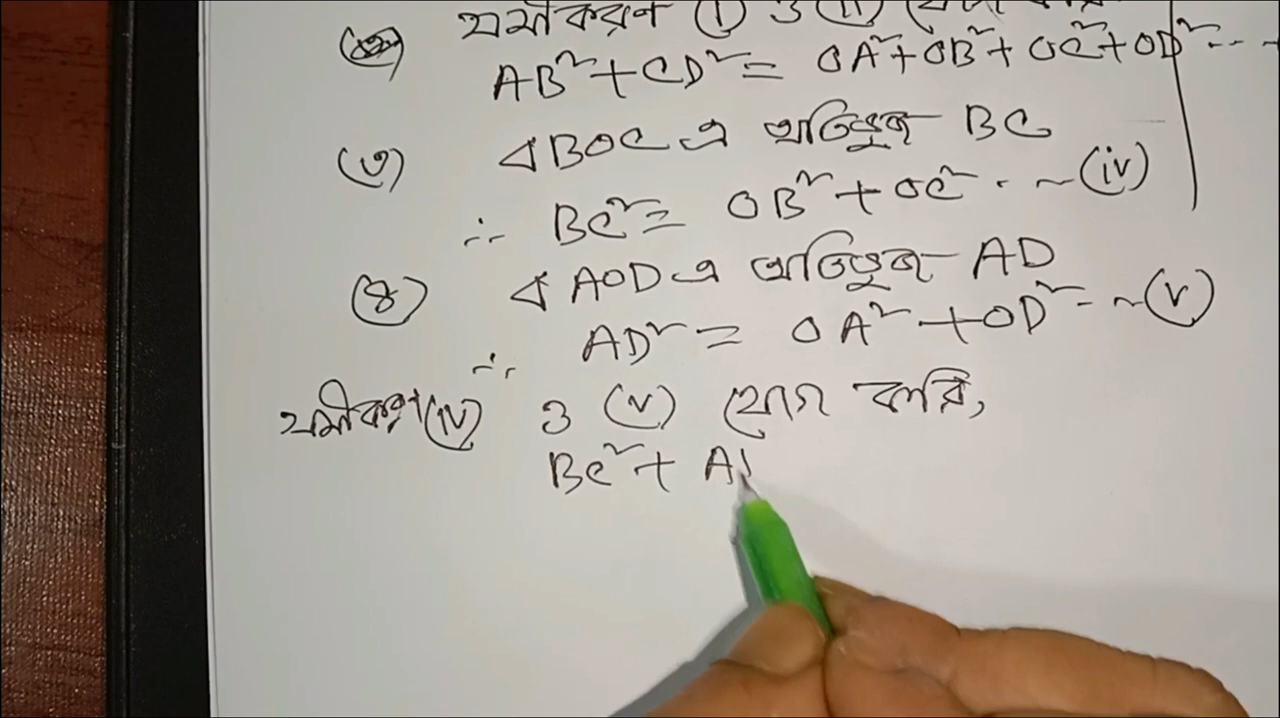 সমীকরণ (i) ও (ii) যোগ করি
AB² + CD² = OA² + OB² + OC² + OD² - - -
(৩) ⊿BOC এ অতিভুজ BC
∴ BC² = OB² + OC² - ~ (iv)
(৪) ⊿AOD এ অতিভুজ AD
∴ AD² = OA² + OD² - ~ (v)
সমীকরণ (iv) ও (v) যোগ করি,
BC² + A